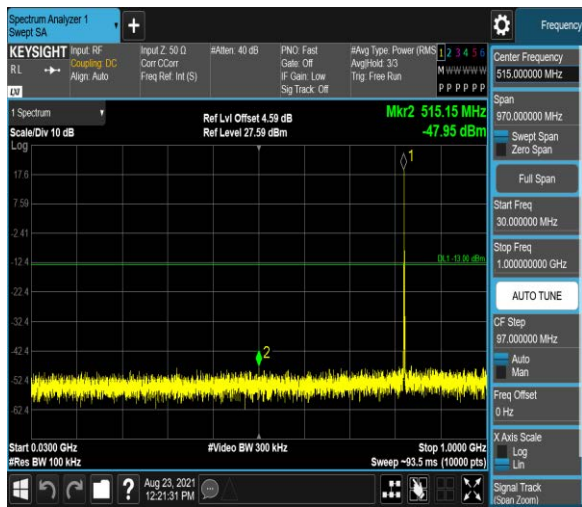 Spectrum Analyzer 1
Swept SA
Frequency
KEYSIGHT
RL
LXI
Input: RF
Coupling: DC
Align: Auto
Input Z: 50 Ω
Corr CCorr
Freq Ref: Int (S)
#Atten: 40 dB
PNO: Fast
Gate: Off
IF Gain: Low
Sig Track: Off
#Avg Type: Power (RMS
Avg|Hold: 3/3
Trig: Free Run
1 2 3 4 5 6
M W W W W W
P P P P P P
Center Frequency
515.000000 MHz
Span
970.000000 MHz
Swept Span
Zero Span
Full Span
Start Freq
30.000000 MHz
Stop Freq
1.000000000 GHz
AUTO TUNE
CF Step
97.000000 MHz
Auto
Man
Freq Offset
0 Hz
X Axis Scale
Log
Lin
Signal Track
(Span Zoom)
1 Spectrum
Scale/Div 10 dB
Ref Lvl Offset 4.59 dB
Ref Level 27.59 dBm
Mkr2 515.15 MHz
-47.95 dBm
Log
1
17.6
7.59
-2.41
-12.4
DL1 -13.00 dBm
-22.4
-32.4
-42.4
2
-52.4
-62.4
Start 0.0300 GHz
#Video BW 300 kHz
Stop 1.0000 GHz
#Res BW 100 kHz
Sweep ~93.5 ms (10000 pts)
?
Aug 23, 2021
12:21:31 PM